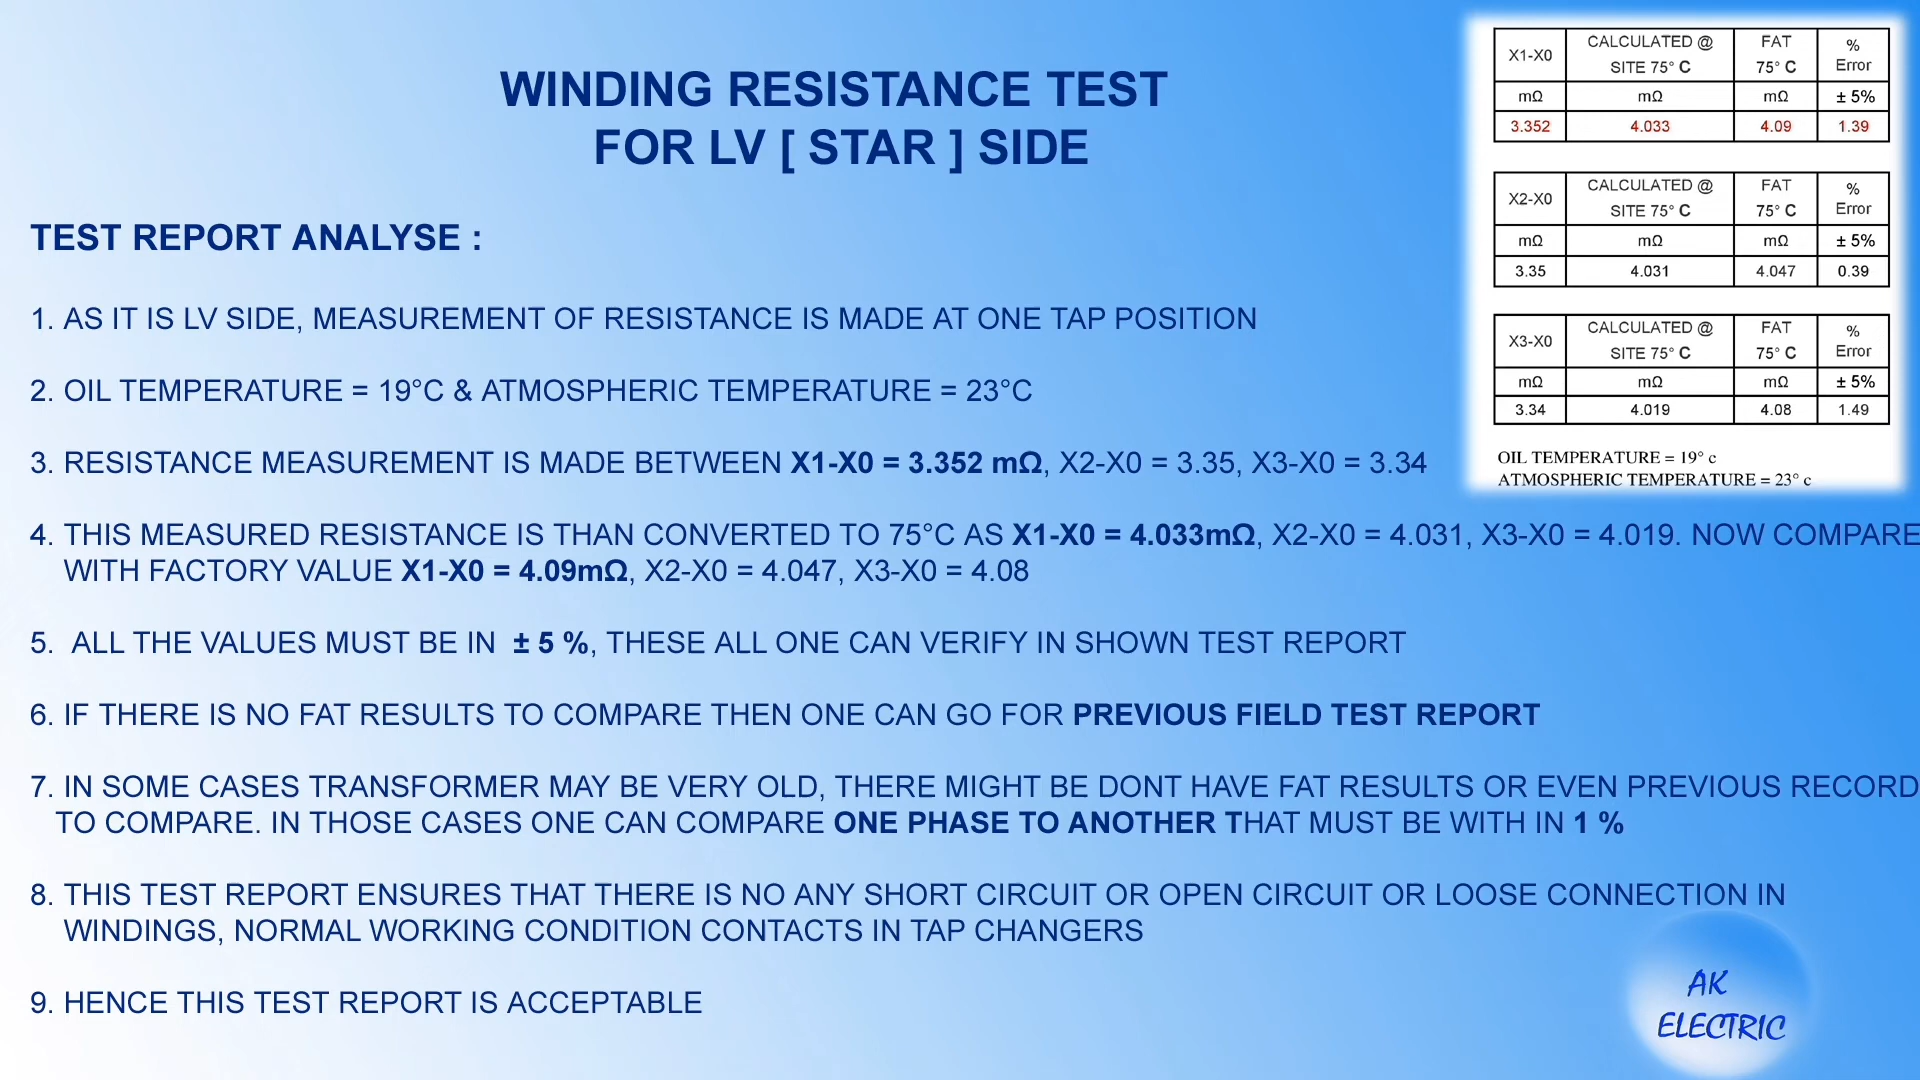 WINDING RESISTANCE TEST
FOR LV [ STAR ] SIDE
TEST REPORT ANALYSE :
1. AS IT IS LV SIDE, MEASUREMENT OF RESISTANCE IS MADE AT ONE TAP POSITION
2. OIL TEMPERATURE = 19°C & ATMOSPHERIC TEMPERATURE = 23°C
3. RESISTANCE MEASUREMENT IS MADE BETWEEN X1-X0 = 3.352 mΩ, X2-X0 = 3.35, X3-X0 = 3.34
4. THIS MEASURED RESISTANCE IS THAN CONVERTED TO 75°C AS X1-X0 = 4.033mΩ, X2-X0 = 4.031, X3-X0 = 4.019. NOW COMPARE
WITH FACTORY VALUE X1-X0 = 4.09mΩ, X2-X0 = 4.047, X3-X0 = 4.08
5. ALL THE VALUES MUST BE IN ± 5 %, THESE ALL ONE CAN VERIFY IN SHOWN TEST REPORT
6. IF THERE IS NO FAT RESULTS TO COMPARE THEN ONE CAN GO FOR PREVIOUS FIELD TEST REPORT
7. IN SOME CASES TRANSFORMER MAY BE VERY OLD, THERE MIGHT BE DONT HAVE FAT RESULTS OR EVEN PREVIOUS RECORD
TO COMPARE. IN THOSE CASES ONE CAN COMPARE ONE PHASE TO ANOTHER THAT MUST BE WITH IN 1 %
8. THIS TEST REPORT ENSURES THAT THERE IS NO ANY SHORT CIRCUIT OR OPEN CIRCUIT OR LOOSE CONNECTION IN
WINDINGS, NORMAL WORKING CONDITION CONTACTS IN TAP CHANGERS
9. HENCE THIS TEST REPORT IS ACCEPTABLE
X1-X0 CALCULATED @ SITE 75° C FAT 75° C % Error
mΩ mΩ mΩ ± 5%
3.352 4.033 4.09 1.39
X2-X0 CALCULATED @ SITE 75° C FAT 75° C % Error
mΩ mΩ mΩ ± 5%
3.35 4.031 4.047 0.39
X3-X0 CALCULATED @ SITE 75° C FAT 75° C % Error
mΩ mΩ mΩ ± 5%
3.34 4.019 4.08 1.49
OIL TEMPERATURE = 19° c
ATMOSPHERIC TEMPERATURE = 23° c
AK
ELECTRIC